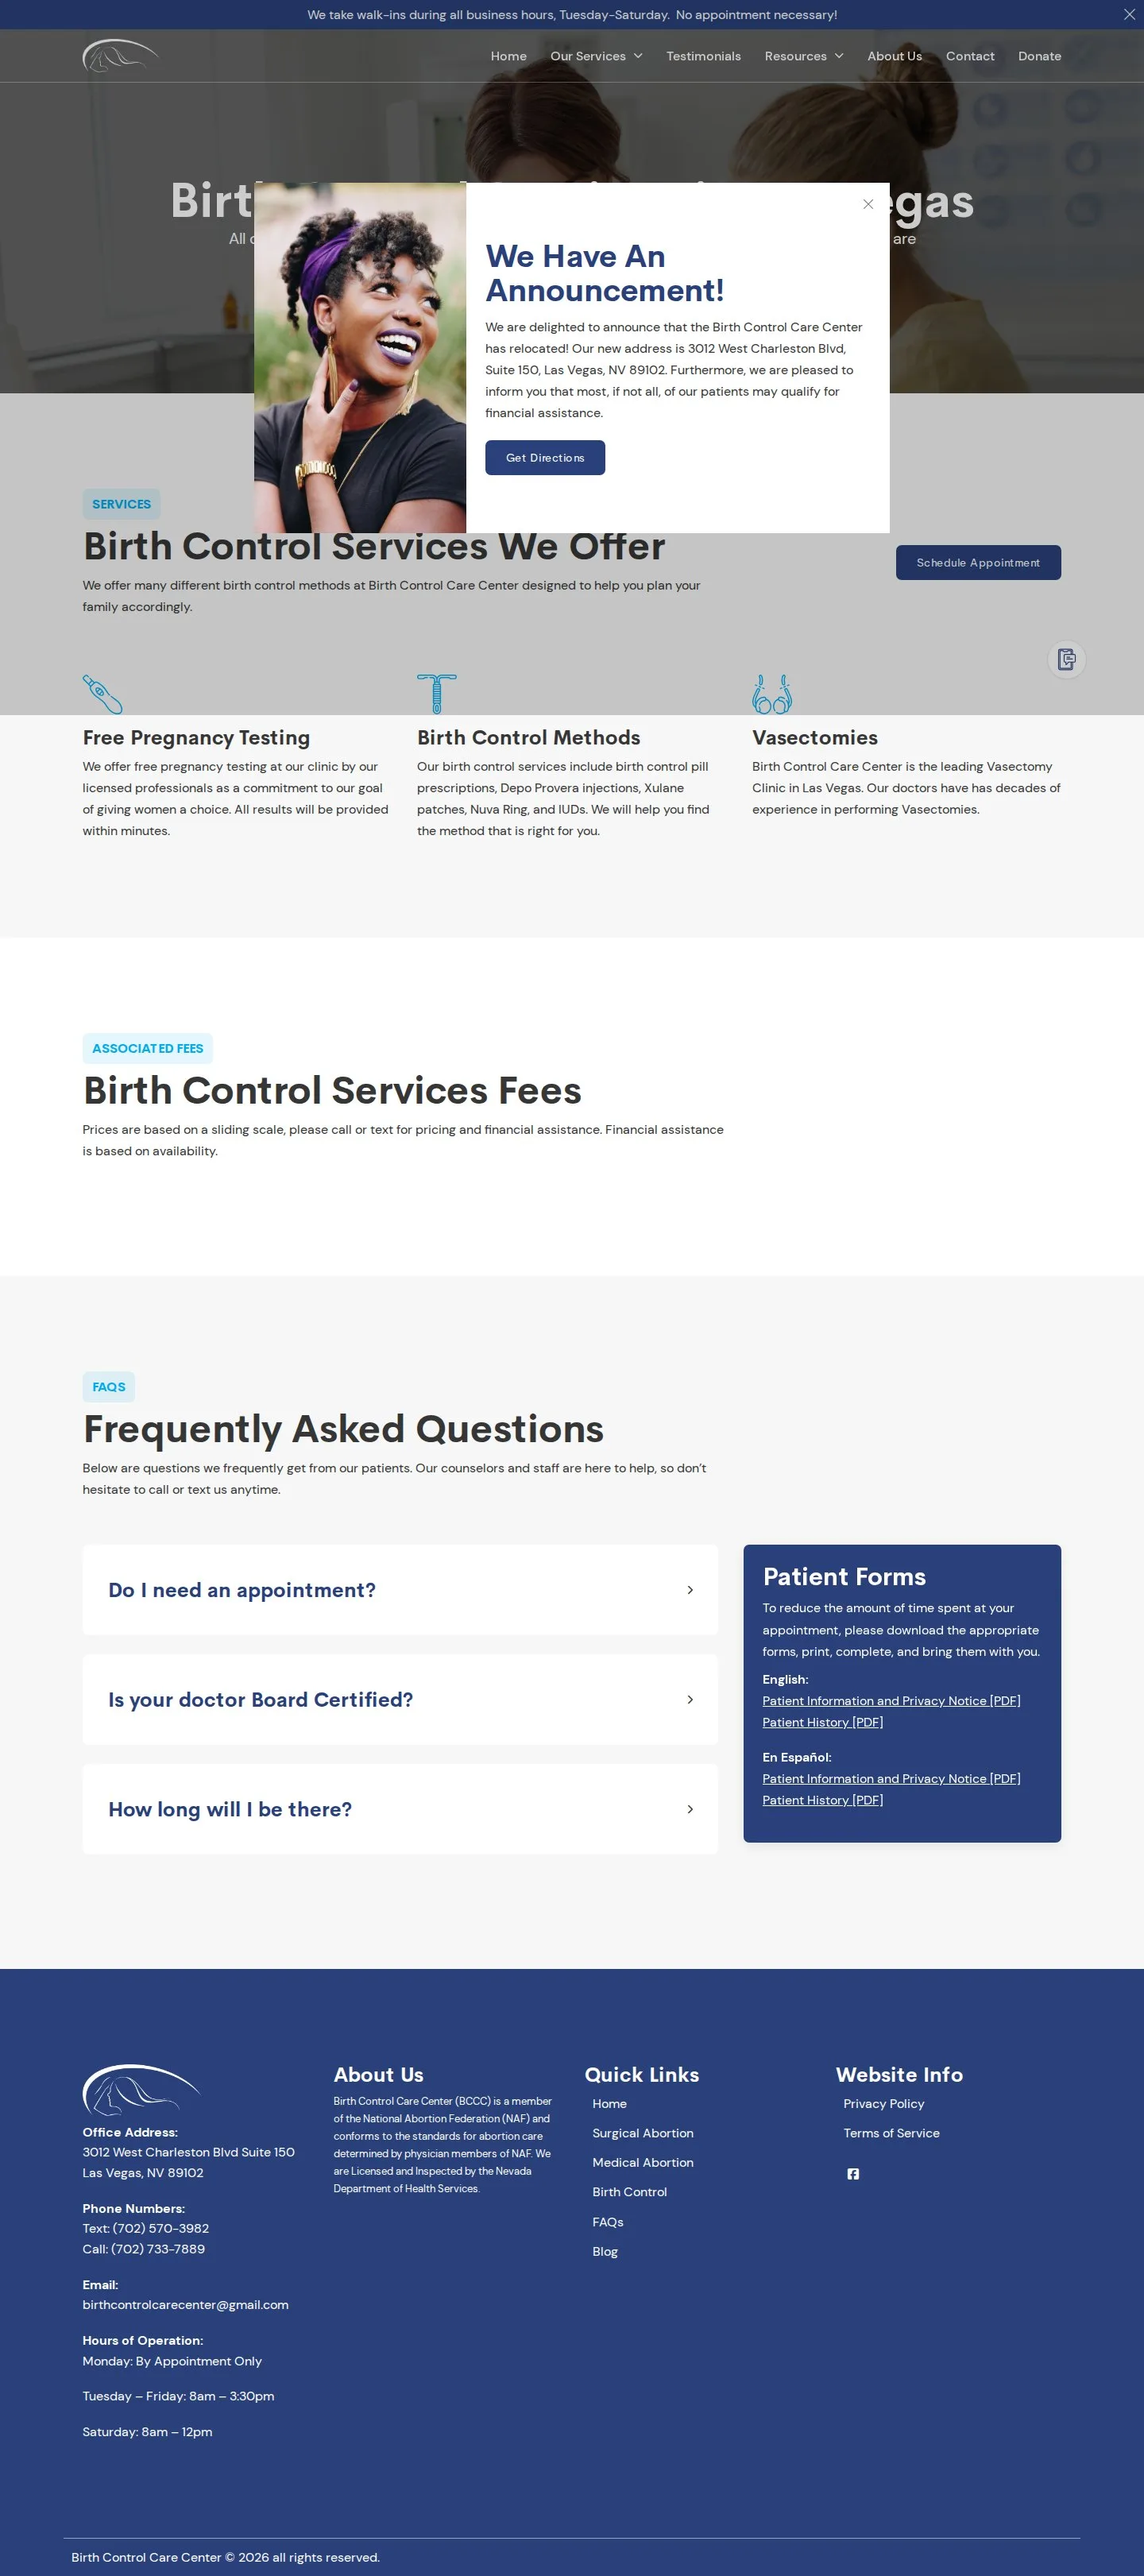 We take walk-ins during all business hours, Tuesday-Saturday.  No appointment necessary!
Home
Our Services
Testimonials
Resources
About Us
Contact
Donate
All
are
We Have An
Announcement!
We are delighted to announce that the Birth Control Care Center
has relocated! Our new address is 3012 West Charleston Blvd,
Suite 150, Las Vegas, NV 89102. Furthermore, we are pleased to
inform you that most, if not all, of our patients may qualify for
financial assistance.
Get Directions
SERVICES
Birth Control Services We Offer
We offer many different birth control methods at Birth Control Care Center designed to help you plan your
family accordingly.
Schedule Appointment
Free Pregnancy Testing
We offer free pregnancy testing at our clinic by our
licensed professionals as a commitment to our goal
of giving women a choice. All results will be provided
within minutes.
Birth Control Methods
Our birth control services include birth control pill
prescriptions, Depo Provera injections, Xulane
patches, Nuva Ring, and IUDs. We will help you find
the method that is right for you.
Vasectomies
Birth Control Care Center is the leading Vasectomy
Clinic in Las Vegas. Our doctors have has decades of
experience in performing Vasectomies.
ASSOCIATED FEES
Birth Control Services Fees
Prices are based on a sliding scale, please call or text for pricing and financial assistance. Financial assistance
is based on availability.
FAQS
Frequently Asked Questions
Below are questions we frequently get from our patients. Our counselors and staff are here to help, so don't
hesitate to call or text us anytime.
Do I need an appointment?
Is your doctor Board Certified?
How long will I be there?
Patient Forms
To reduce the amount of time spent at your
appointment, please download the appropriate
forms, print, complete, and bring them with you.
English:
Patient Information and Privacy Notice [PDF]
Patient History [PDF]
En Español:
Patient Information and Privacy Notice [PDF]
Patient History [PDF]
Office Address:
3012 West Charleston Blvd Suite 150
Las Vegas, NV 89102
Phone Numbers:
Text: (702) 570-3982
Call: (702) 733-7889
Email:
birthcontrolcarecenter@gmail.com
Hours of Operation:
Monday: By Appointment Only
Tuesday – Friday: 8am – 3:30pm
Saturday: 8am – 12pm
About Us
Birth Control Care Center (BCCC) is a member
of the National Abortion Federation (NAF) and
conforms to the standards for abortion care
determined by physician members of NAF. We
are Licensed and Inspected by the Nevada
Department of Health Services.
Quick Links
Home
Surgical Abortion
Medical Abortion
Birth Control
FAQs
Blog
Website Info
Privacy Policy
Terms of Service
Birth Control Care Center © 2026 all rights reserved.